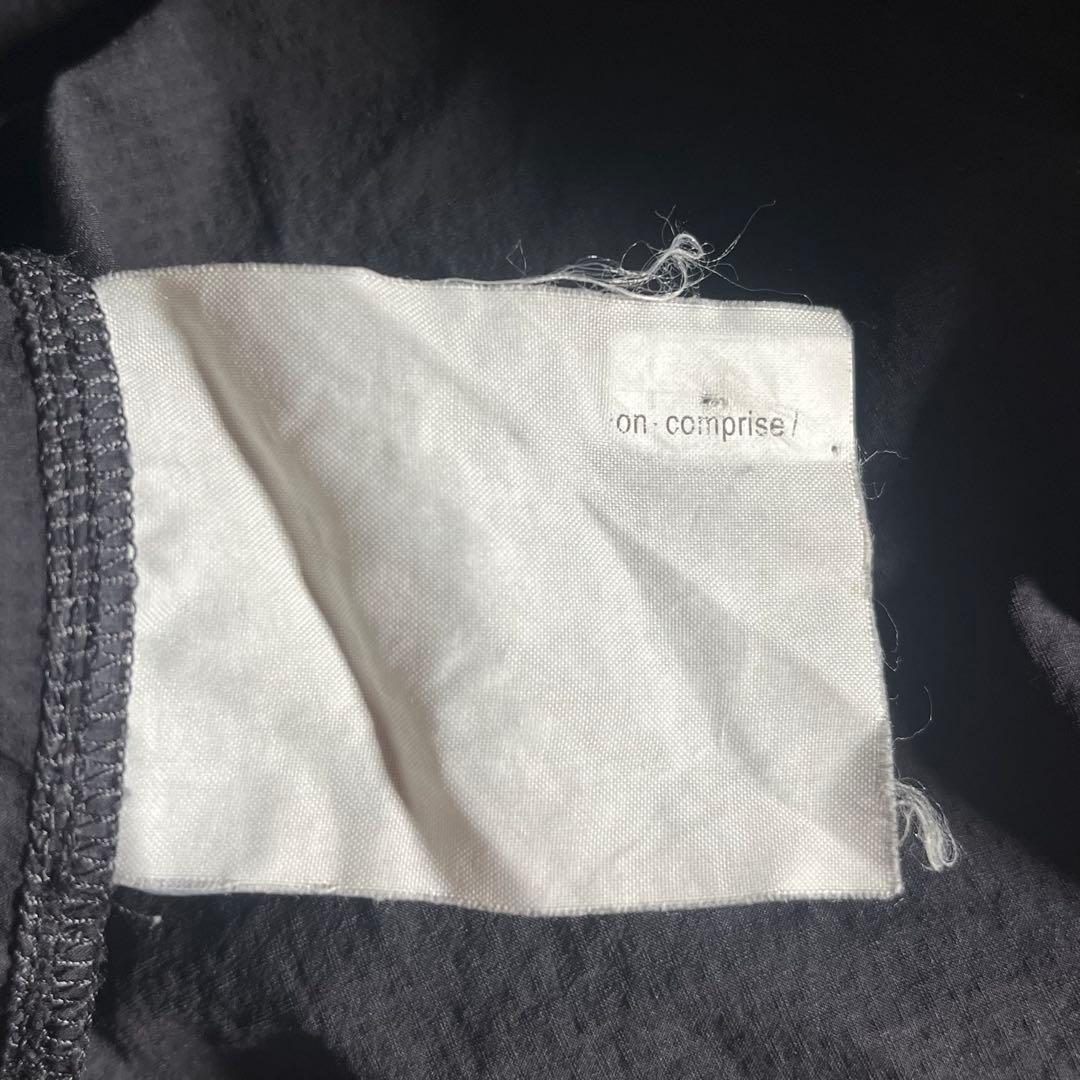 on · comprise /